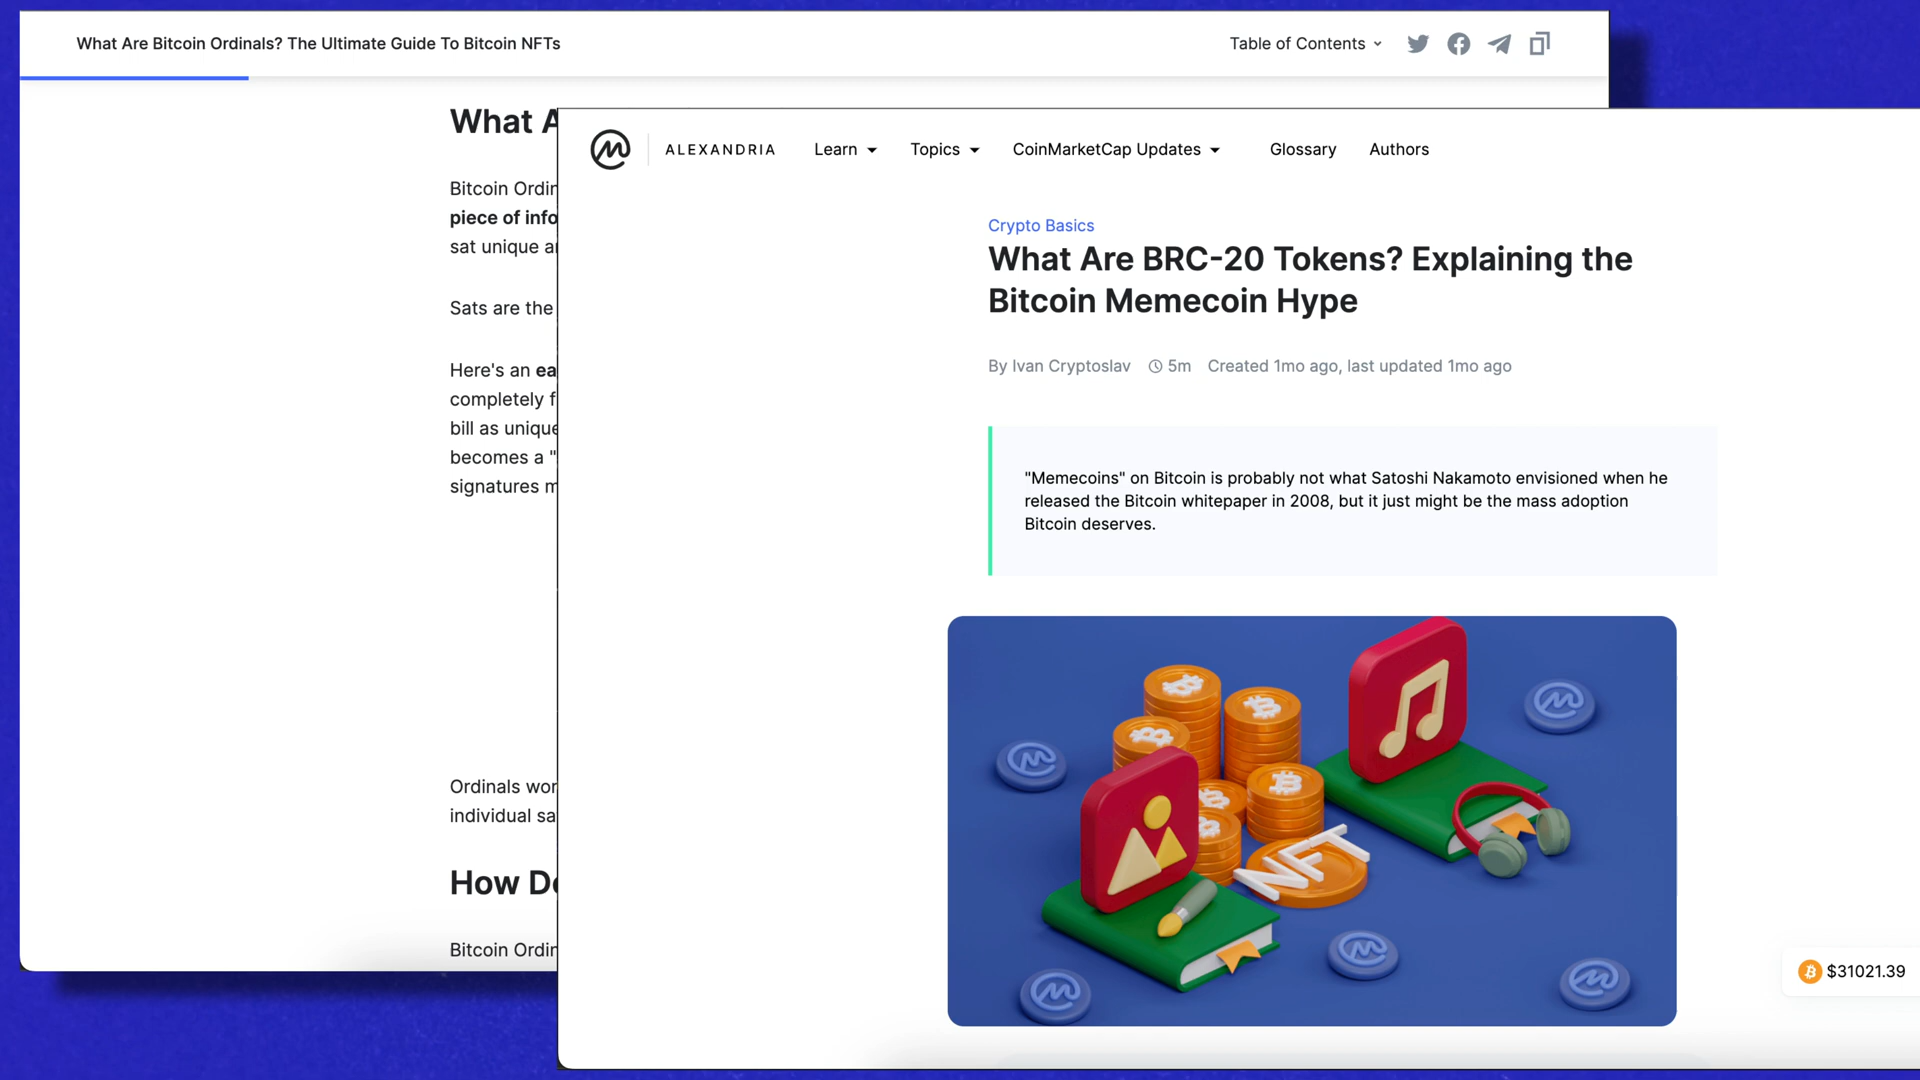 What Are Bitcoin Ordinals? The Ultimate Guide To Bitcoin NFTs
Table of Contents
What A
Bitcoin Ordin
piece of info
sat unique a
Sats are the
Here's an ea
completely f
bill as unique
becomes a "
signatures m
Ordinals wor
individual sa
How Do
Bitcoin Ordin
ALEXANDRIA
Learn
Topics
CoinMarketCap Updates
Glossary
Authors
Crypto Basics
What Are BRC-20 Tokens? Explaining the
Bitcoin Memecoin Hype
By Ivan Cryptoslav
5m
Created 1mo ago, last updated 1mo ago
"Memecoins" on Bitcoin is probably not what Satoshi Nakamoto envisioned when he
released the Bitcoin whitepaper in 2008, but it just might be the mass adoption
Bitcoin deserves.
NFT
$31021.39